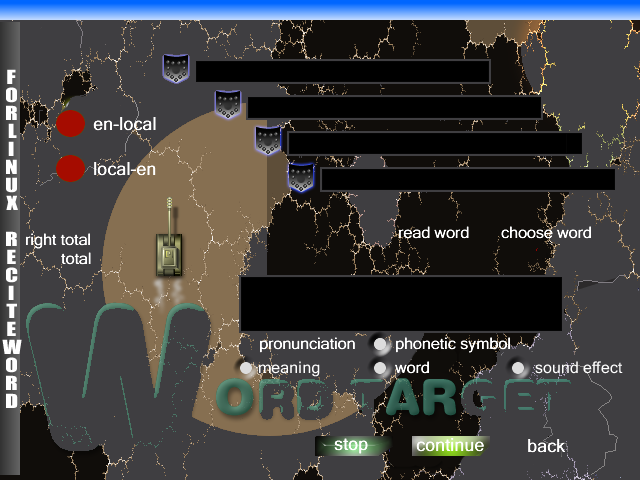 FORLINUX RECITEWORD
en-local
local-en
right total
total
read word
choose word
pronunciation
phonetic symbol
meaning
word
sound effect
WORD TARGET
stop
continue
back